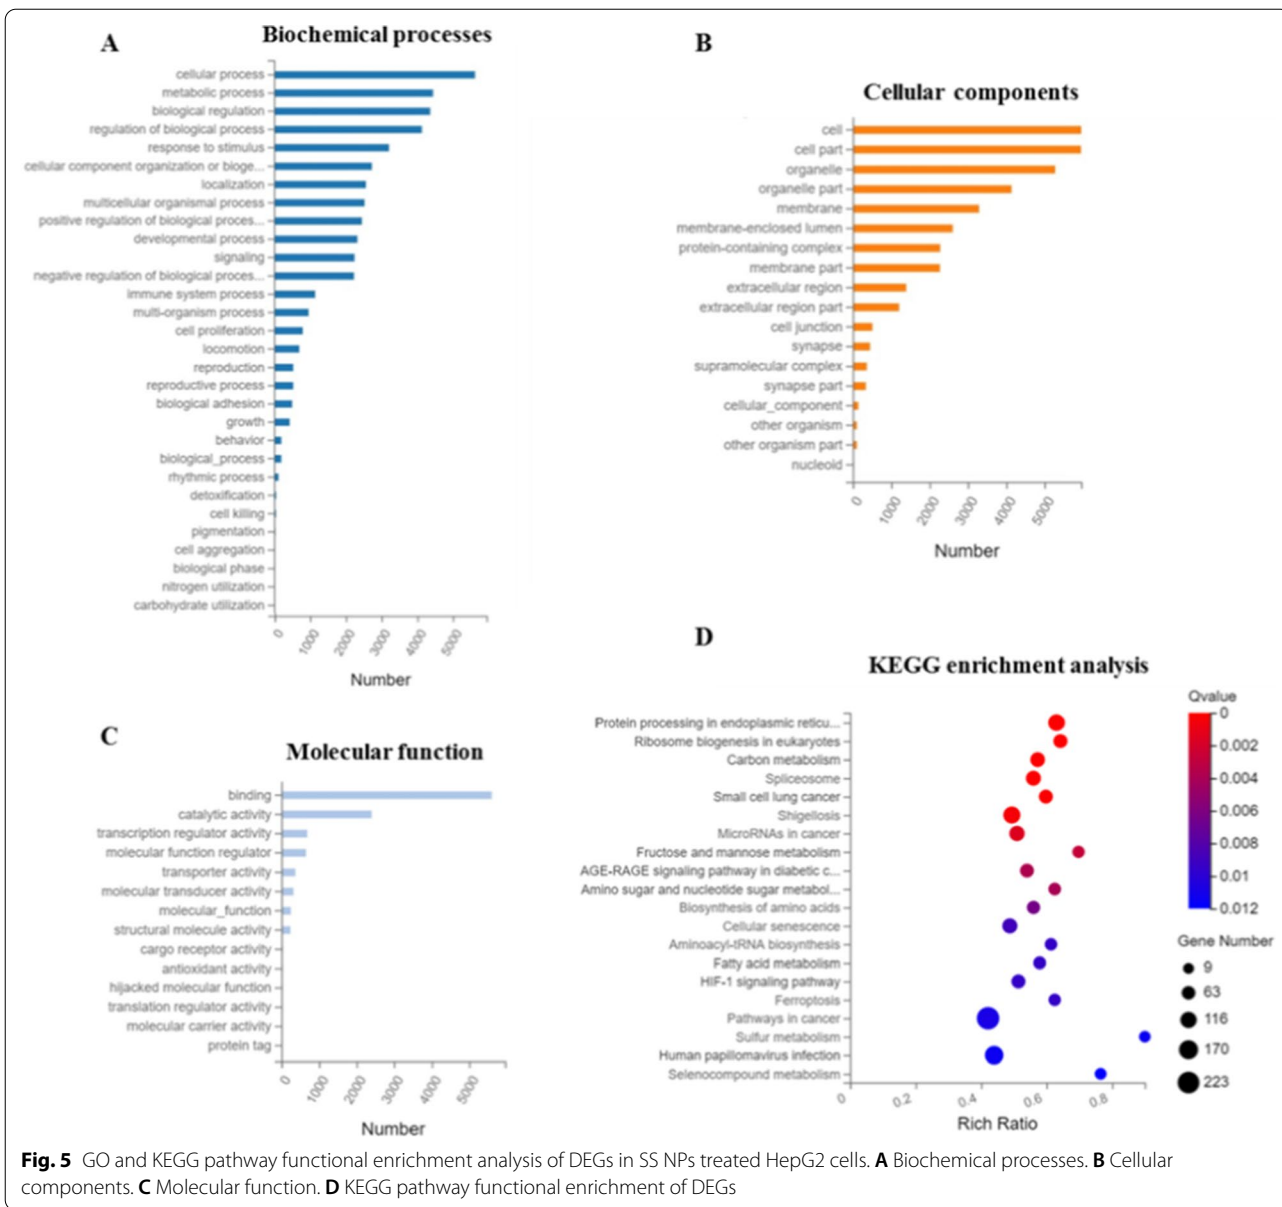 A
Biochemical processes
cellular process
metabolic process
biological regulation
regulation of biological process
response to stimulus
cellular component organization or bioge...
localization
multicellular organismal process
positive regulation of biological proces...
developmental process
signaling
negative regulation of biological proces...
immune system process
multi-organism process
cell proliferation
locomotion
reproduction
reproductive process
biological adhesion
growth
behavior
biological_process
rhythmic process
detoxification
cell killing
pigmentation
cell aggregation
biological phase
nitrogen utilization
carbohydrate utilization
0 1000 2000 3000 4000 5000
Number
B
Cellular components
cell
cell part
organelle
organelle part
membrane
membrane-enclosed lumen
protein-containing complex
membrane part
extracellular region
extracellular region part
cell junction
synapse
supramolecular complex
synapse part
cellular_component
other organism
other organism part
nucleoid
0 1000 2000 3000 4000 5000
Number
C
Molecular function
binding
catalytic activity
transcription regulator activity
molecular function regulator
transporter activity
molecular transducer activity
molecular_function
structural molecule activity
cargo receptor activity
antioxidant activity
hijacked molecular function
translation regulator activity
molecular carrier activity
protein tag
0 1000 2000 3000 4000 5000
Number
D
KEGG enrichment analysis
Protein processing in endoplasmic reticu...
Ribosome biogenesis in eukaryotes
Carbon metabolism
Spliceosome
Small cell lung cancer
Shigellosis
MicroRNAs in cancer
Fructose and mannose metabolism
AGE-RAGE signaling pathway in diabetic c...
Amino sugar and nucleotide sugar metabol...
Biosynthesis of amino acids
Cellular senescence
Aminoacyl-tRNA biosynthesis
Fatty acid metabolism
HIF-1 signaling pathway
Ferroptosis
Pathways in cancer
Sulfur metabolism
Human papillomavirus infection
Selenocompound metabolism
0 0.2 0.4 0.6 0.8
Rich Ratio
Qvalue
0
0.002
0.004
0.006
0.008
0.01
0.012
Gene Number
9
63
116
170
223
Fig. 5 GO and KEGG pathway functional enrichment analysis of DEGs in SS NPs treated HepG2 cells. A Biochemical processes. B Cellular
components. C Molecular function. D KEGG pathway functional enrichment of DEGs